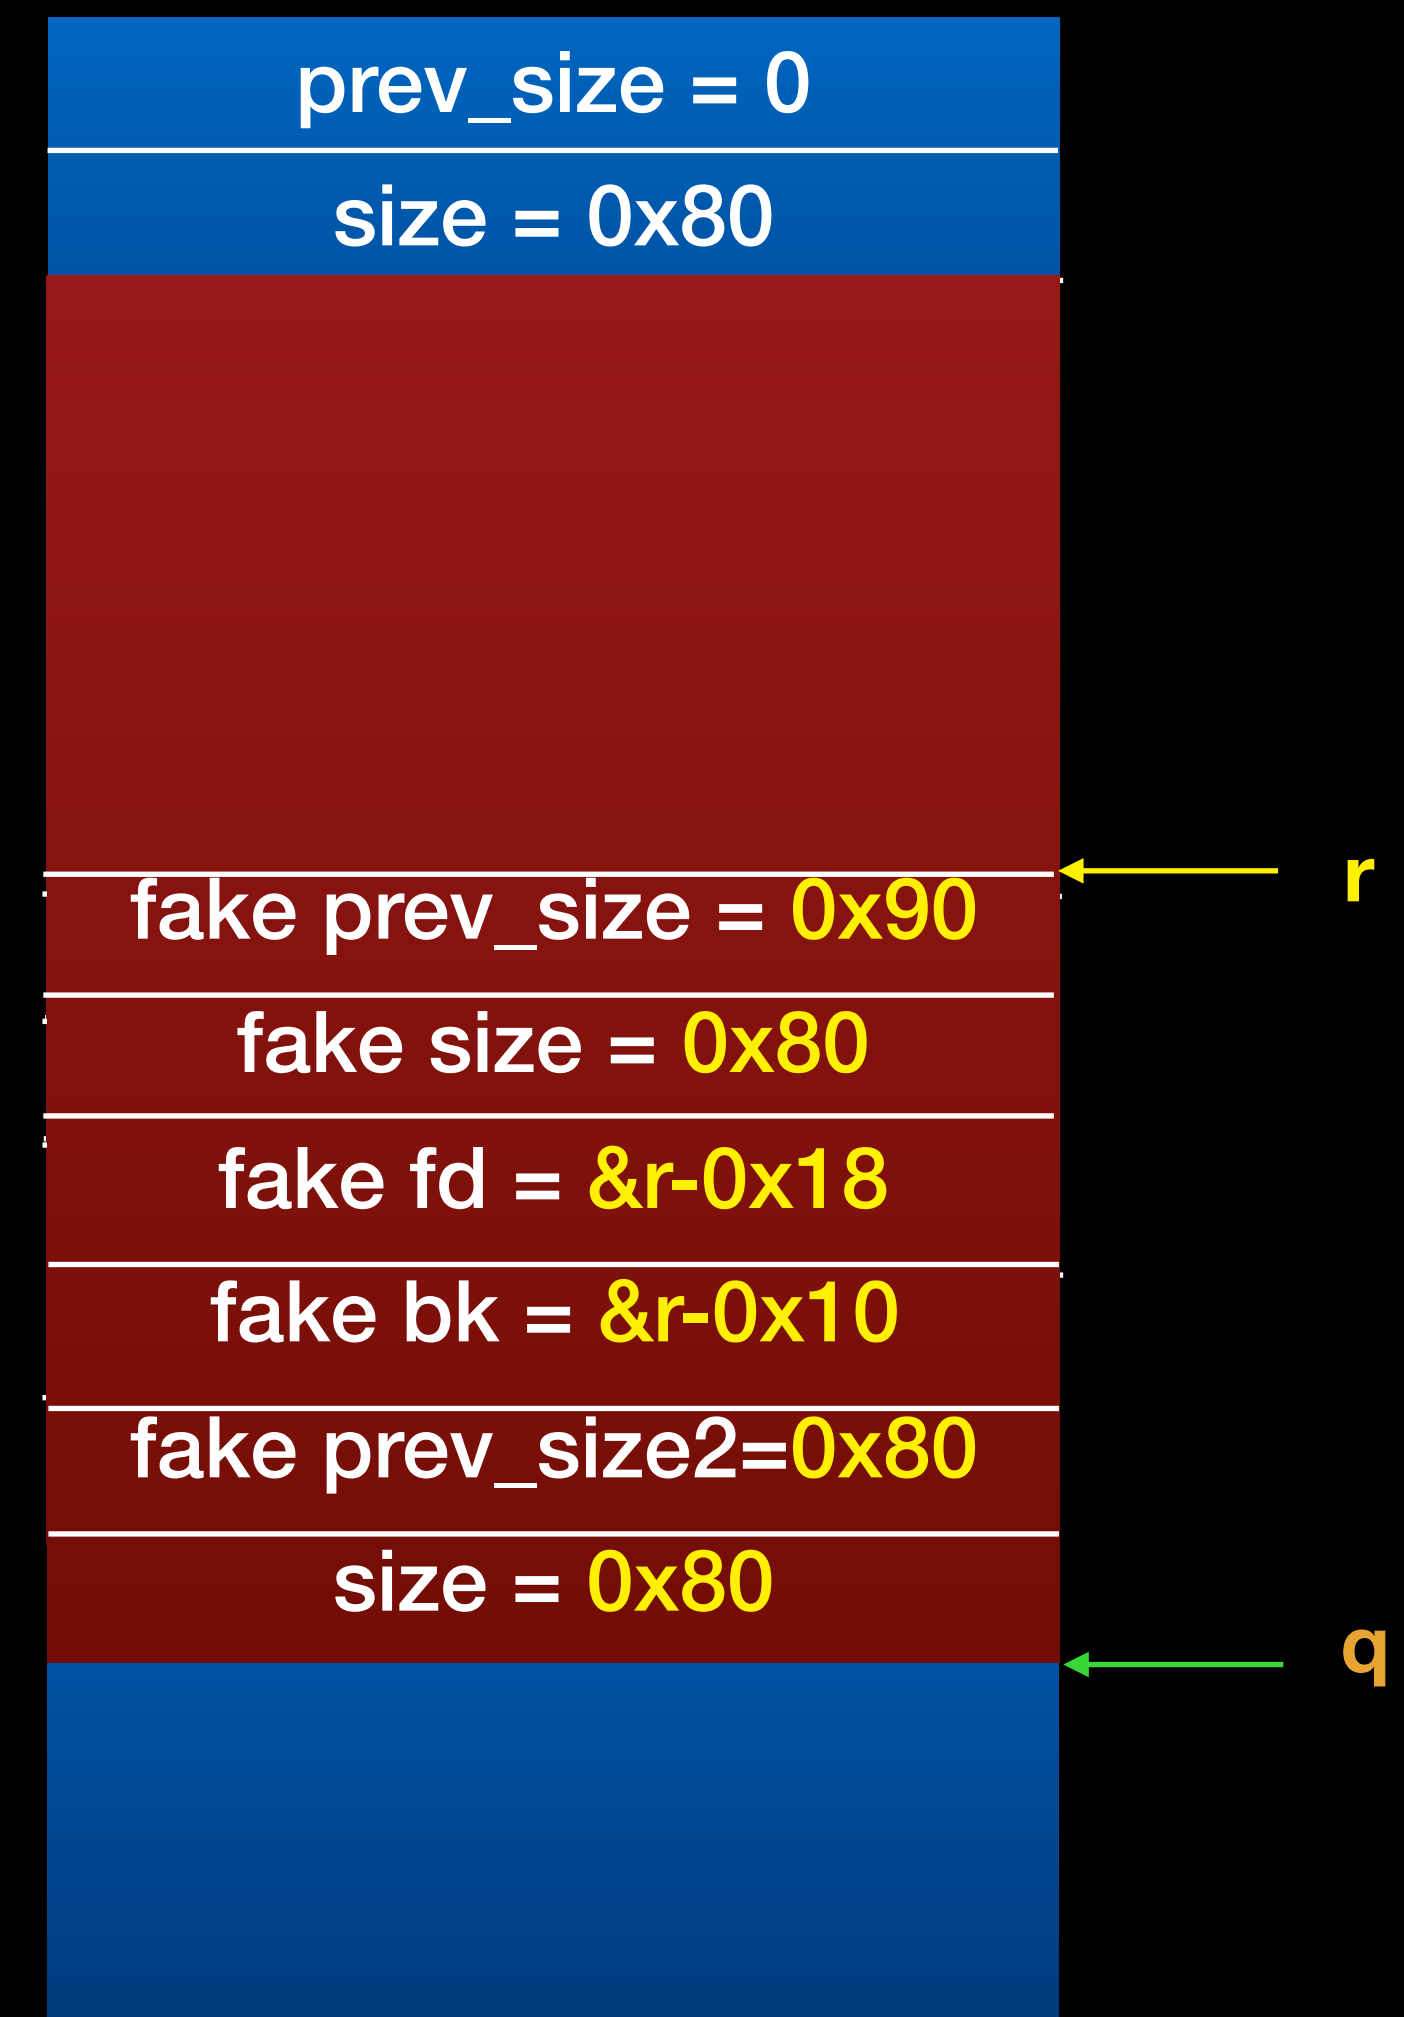 prev_size = 0
size = 0x80
r
fake prev_size = 0x90
fake size = 0x80
fake fd = &r-0x18
fake bk = &r-0x10
fake prev_size2=0x80
size = 0x80
q